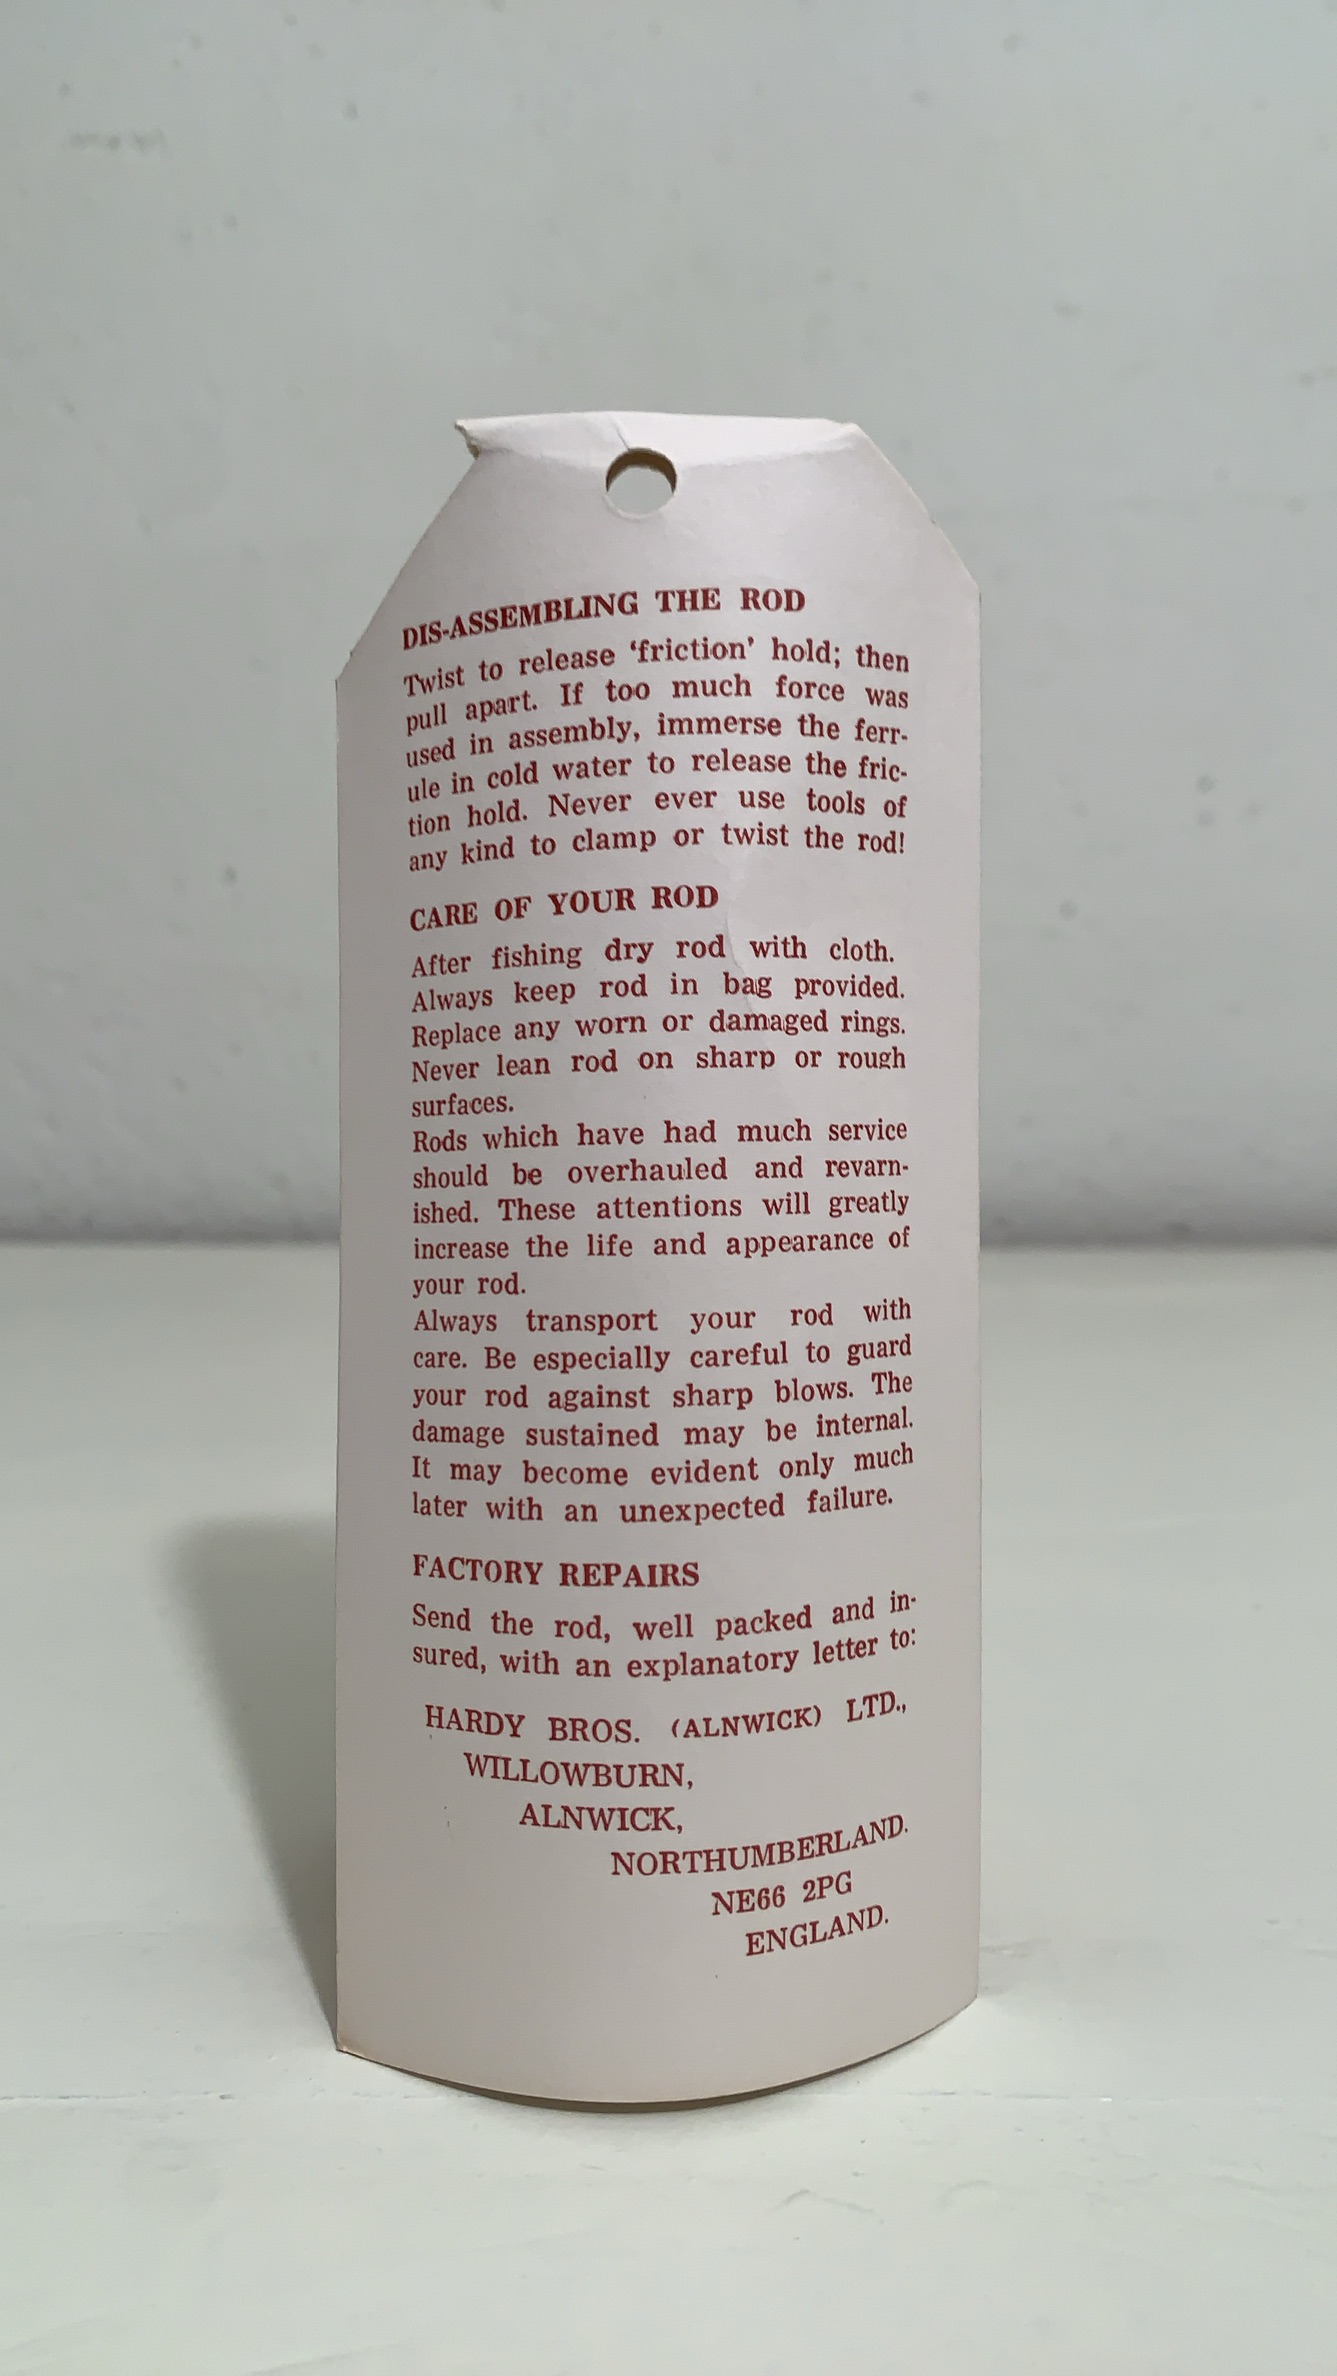 DIS-ASSEMBLING THE ROD
Twist to release ‘friction’ hold; then
pull apart. If too much force was
used in assembly, immerse the ferr-
ule in cold water to release the fric-
tion hold. Never ever use tools of
any kind to clamp or twist the rod!
CARE OF YOUR ROD
After fishing dry rod with cloth.
Always keep rod in bag provided.
Replace any worn or damaged rings.
Never lean rod on sharp or rough
surfaces.
Rods which have had much service
should be overhauled and revarn-
ished. These attentions will greatly
increase the life and appearance of
your rod.
Always transport your rod with
care. Be especially careful to guard
your rod against sharp blows. The
damage sustained may be internal.
It may become evident only much
later with an unexpected failure.
FACTORY REPAIRS
Send the rod, well packed and in-
sured, with an explanatory letter to:
HARDY BROS. (ALNWICK) LTD.,
WILLOWBURN,
ALNWICK,
NORTHUMBERLAND.
NE66 2PG
ENGLAND.